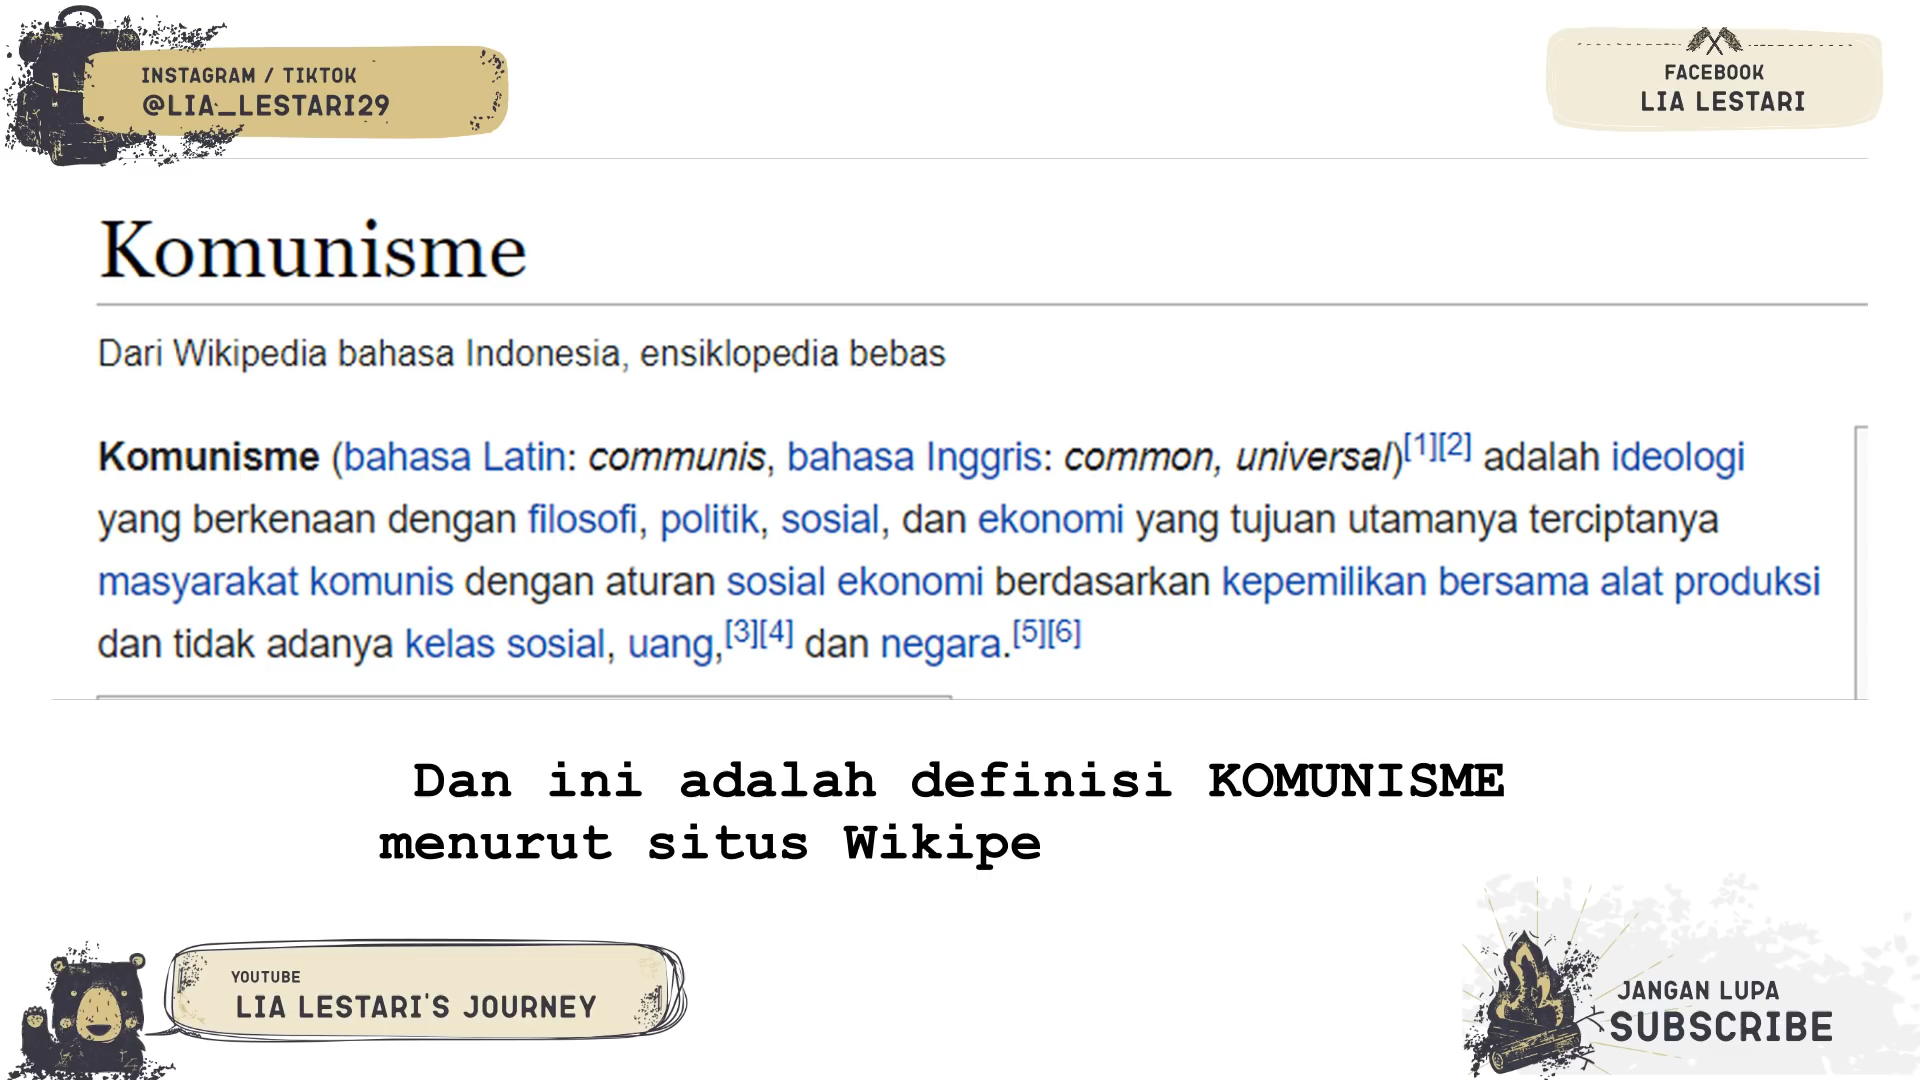 INSTAGRAM / TIKTOK
@LIA_LESTARI29
FACEBOOK
LIA LESTARI
Komunisme
Dari Wikipedia bahasa Indonesia, ensiklopedia bebas
Komunisme (bahasa Latin: communis, bahasa Inggris: common, universal)[1][2] adalah ideologi
yang berkenaan dengan filosofi, politik, sosial, dan ekonomi yang tujuan utamanya terciptanya
masyarakat komunis dengan aturan sosial ekonomi berdasarkan kepemilikan bersama alat produksi
dan tidak adanya kelas sosial, uang,[3][4] dan negara.[5][6]
Dan ini adalah definisi KOMUNISME
menurut situs Wikipe
YOUTUBE
LIA LESTARI'S JOURNEY
JANGAN LUPA
SUBSCRIBE